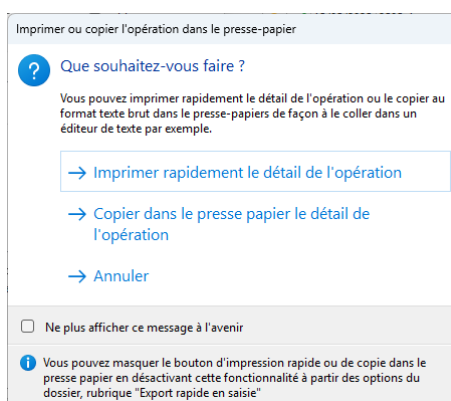 Imprimer ou copier l'opération dans le presse-papier
Que souhaitez-vous faire ?
Vous pouvez imprimer rapidement le détail de l'opération ou le copier au
format texte brut dans le presse-papiers de façon à le coller dans un
éditeur de texte par exemple.
→ Imprimer rapidement le détail de l'opération
→ Copier dans le presse papier le détail de
l'opération
→ Annuler
Ne plus afficher ce message à l'avenir
Vous pouvez masquer le bouton d'impression rapide ou de copie dans le
presse papier en désactivant cette fonctionnalité à partir des options du
dossier, rubrique "Export rapide en saisie"